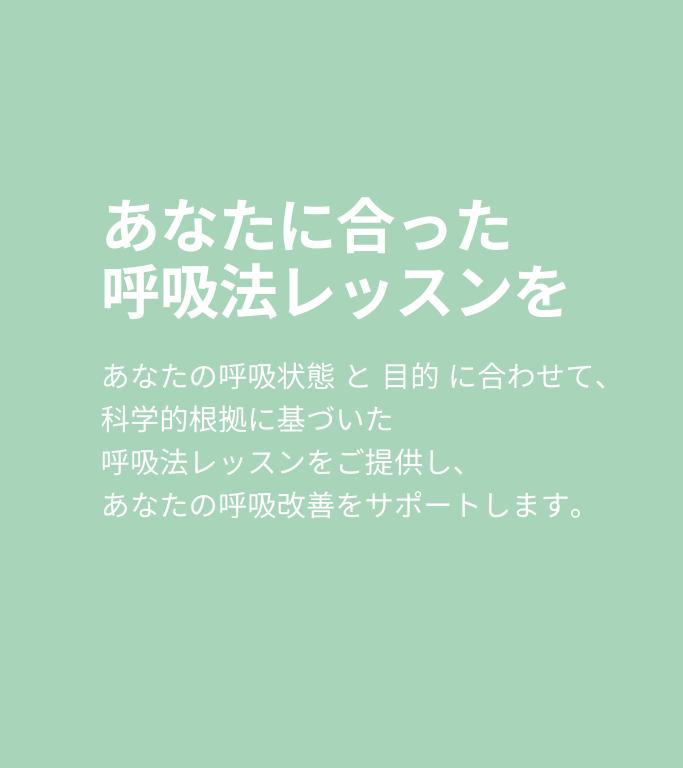 あなたに合った
呼吸法レッスンを
あなたの呼吸状態 と 目的 に合わせて、
科学的根拠に基づいた
呼吸法レッスンをご提供し、
あなたの呼吸改善をサポートします。